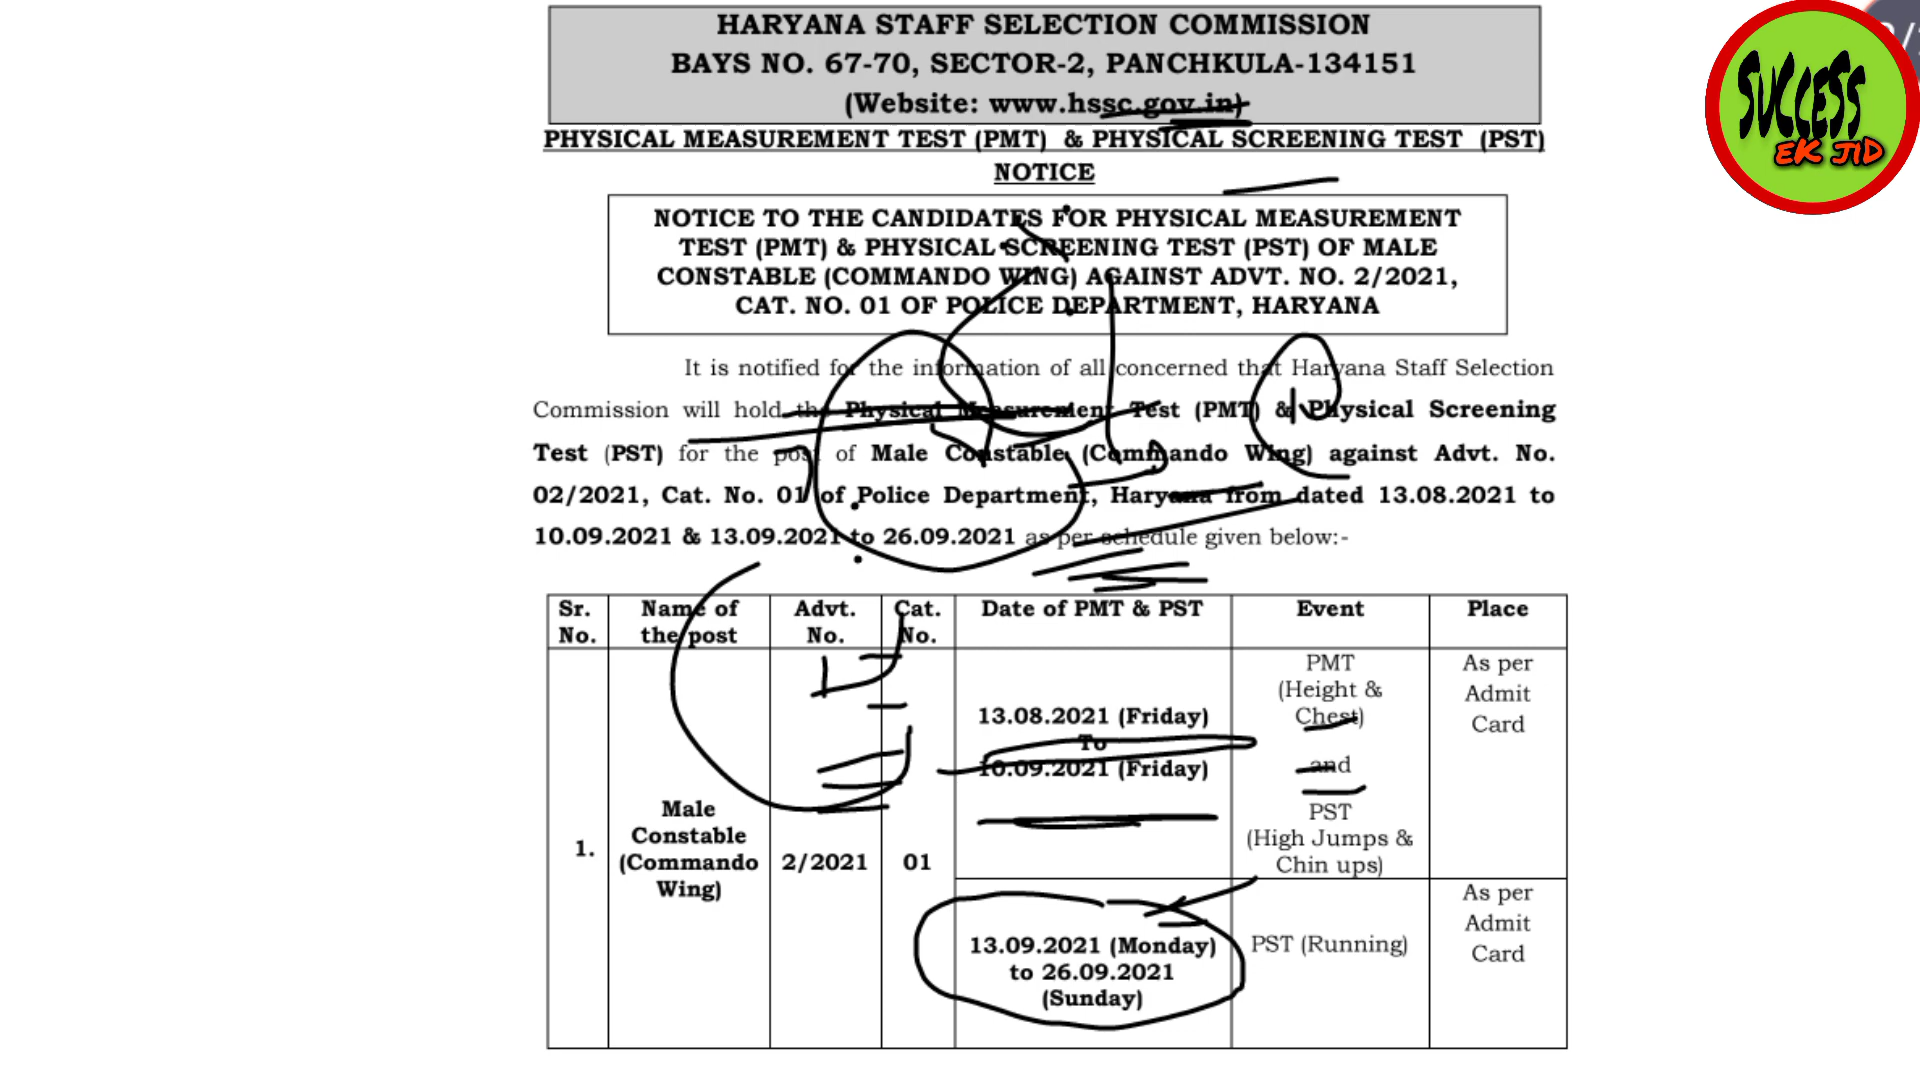 HARYANA STAFF SELECTION COMMISSION
BAYS NO. 67-70, SECTOR-2, PANCHKULA-134151
(Website: www.hssc.gov.in)
PHYSICAL MEASUREMENT TEST (PMT) & PHYSICAL SCREENING TEST (PST)
NOTICE
NOTICE TO THE CANDIDATES FOR PHYSICAL MEASUREMENT
TEST (PMT) & PHYSICAL SCREENING TEST (PST) OF MALE
CONSTABLE (COMMANDO WING) AGAINST ADVT. NO. 2/2021,
CAT. NO. 01 OF POLICE DEPARTMENT, HARYANA
It is notified for the information of all concerned that Haryana Staff Selection
Commission will hold the Physical Measurement Test (PMT) & Physical Screening
Test (PST) for the post of Male Constable (Commando Wing) against Advt. No.
02/2021, Cat. No. 01 of Police Department, Haryana from dated 13.08.2021 to
10.09.2021 & 13.09.2021 to 26.09.2021 as per schedule given below:-
Sr. No. Name of the post Advt. No. Cat. No. Date of PMT & PST Event Place
1. Male Constable (Commando Wing) 2/2021 01
13.08.2021 (Friday)
To
10.09.2021 (Friday)
PMT
(Height &
Chest)
and
PST
(High Jumps &
Chin ups)
As per
Admit
Card
13.09.2021 (Monday)
to 26.09.2021
(Sunday)
PST (Running)
As per
Admit
Card
SUCCESS
EK JID